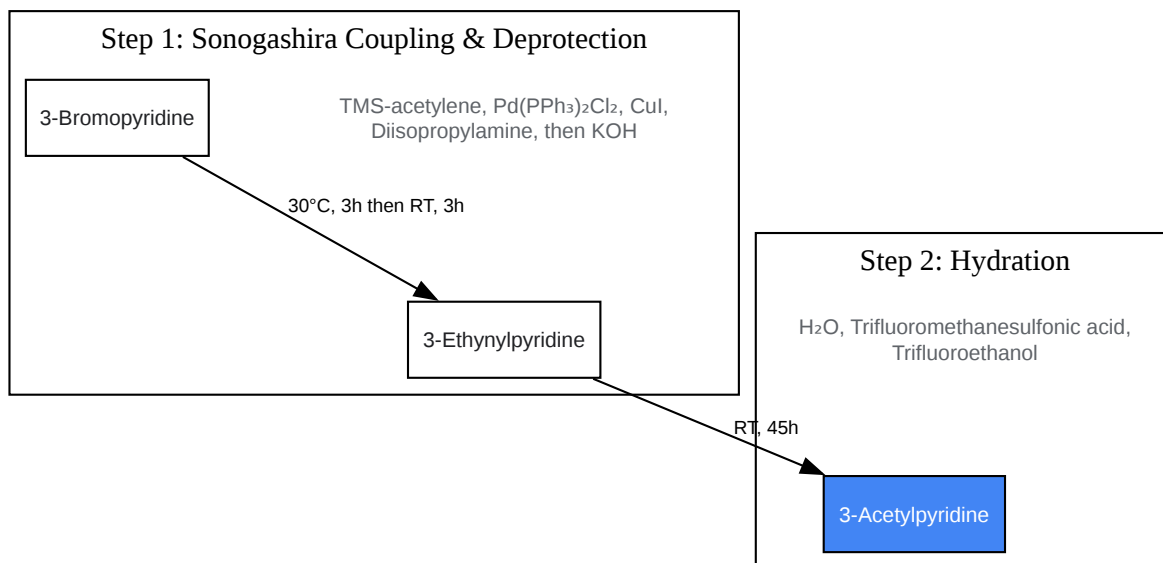 Step 1: Sonogashira Coupling & Deprotection
3-Bromopyridine
TMS-acetylene, Pd(PPh₃)₂Cl₂, CuI,
Diisopropylamine, then KOH
30°C, 3h then RT, 3h
3-Ethynylpyridine
Step 2: Hydration
H₂O, Trifluoromethanesulfonic acid,
Trifluoroethanol
RT, 45h
3-Acetylpyridine